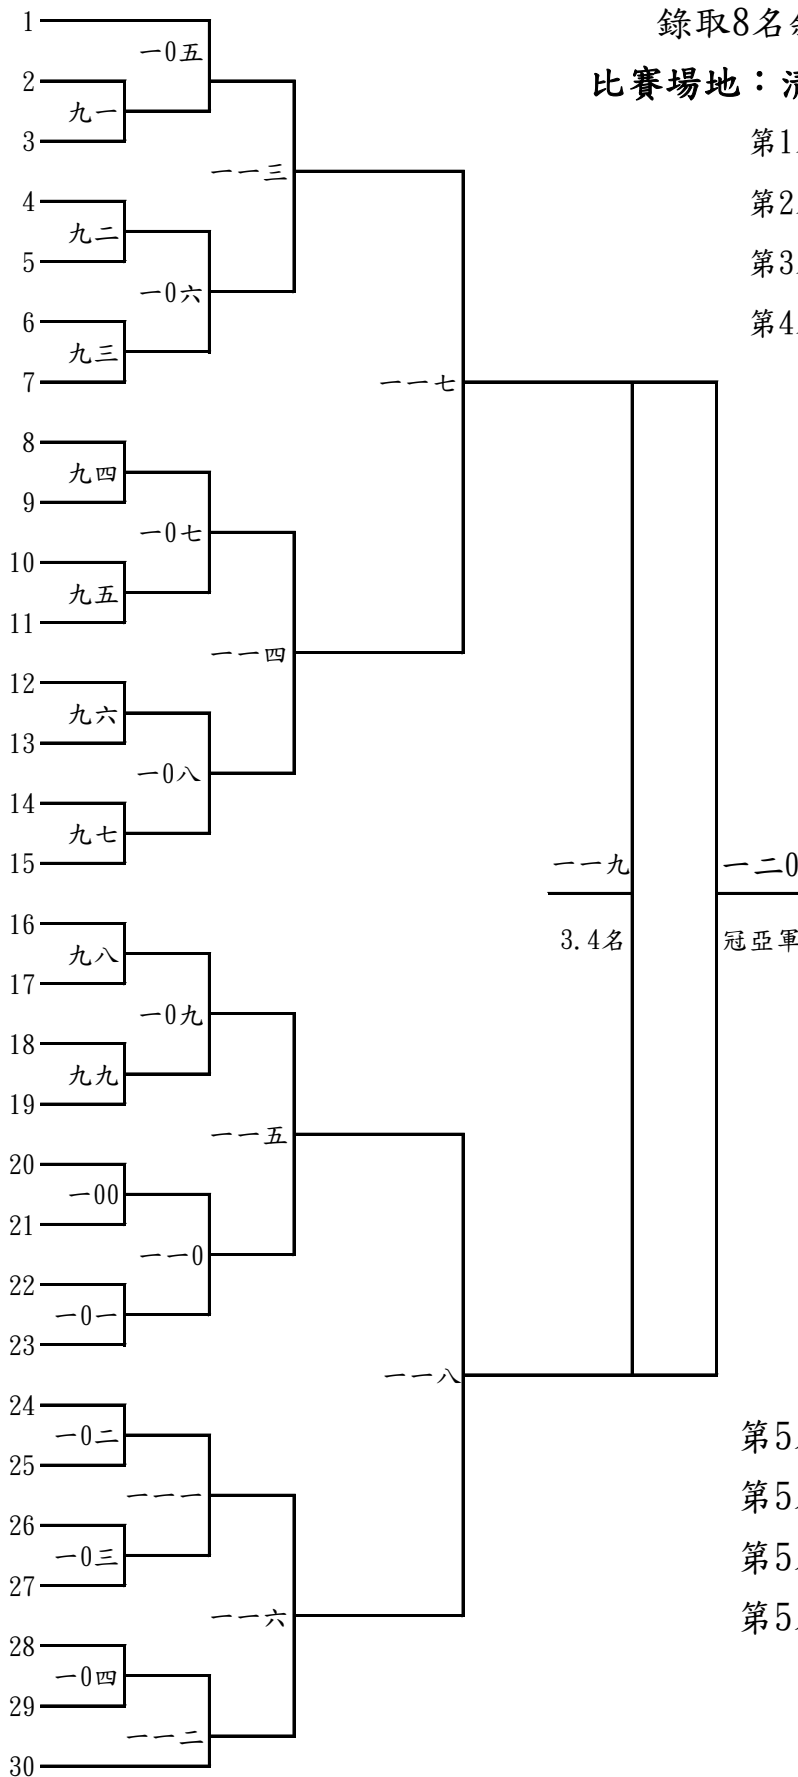 1
錄取8名
一0五
2
比賽場地：
九一
3
第1
一一三
4
第2
九二
5
第3
一0六
6
第4
九三
7
一一七
8
九四
9
一0七
10
九五
11
一一四
12
九六
13
一0八
14
九七
15
一一九
一二0
16
3.4名
冠亞軍
九八
17
一0九
18
九九
19
一一五
20
一00
21
一一0
22
一0一
23
一一八
24
一0二
第5
25
一一一
第5
26
一0三
第5
27
一一六
第5
28
一0四
29
一一二
30